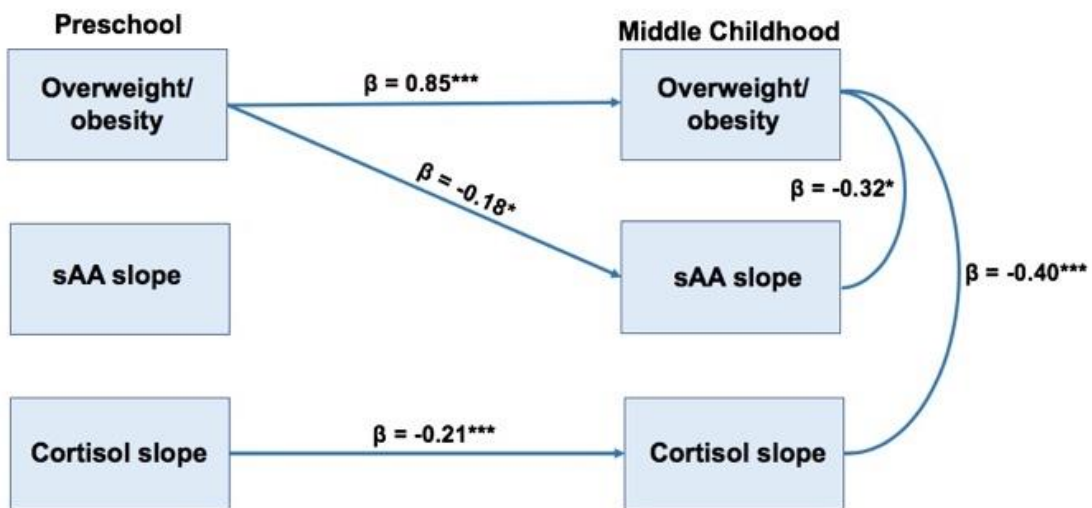 Preschool
Middle Childhood
Overweight/
obesity
β = 0.85***
Overweight/
obesity
β = -0.18*
β = -0.32*
sAA slope
sAA slope
β = -0.40***
Cortisol slope
β = -0.21***
Cortisol slope